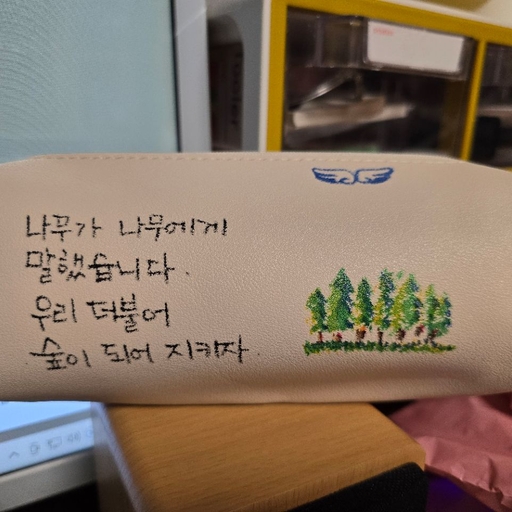 나무가 나무에게
말했습니다.
우리 더불어
숲이 되어 지키자.